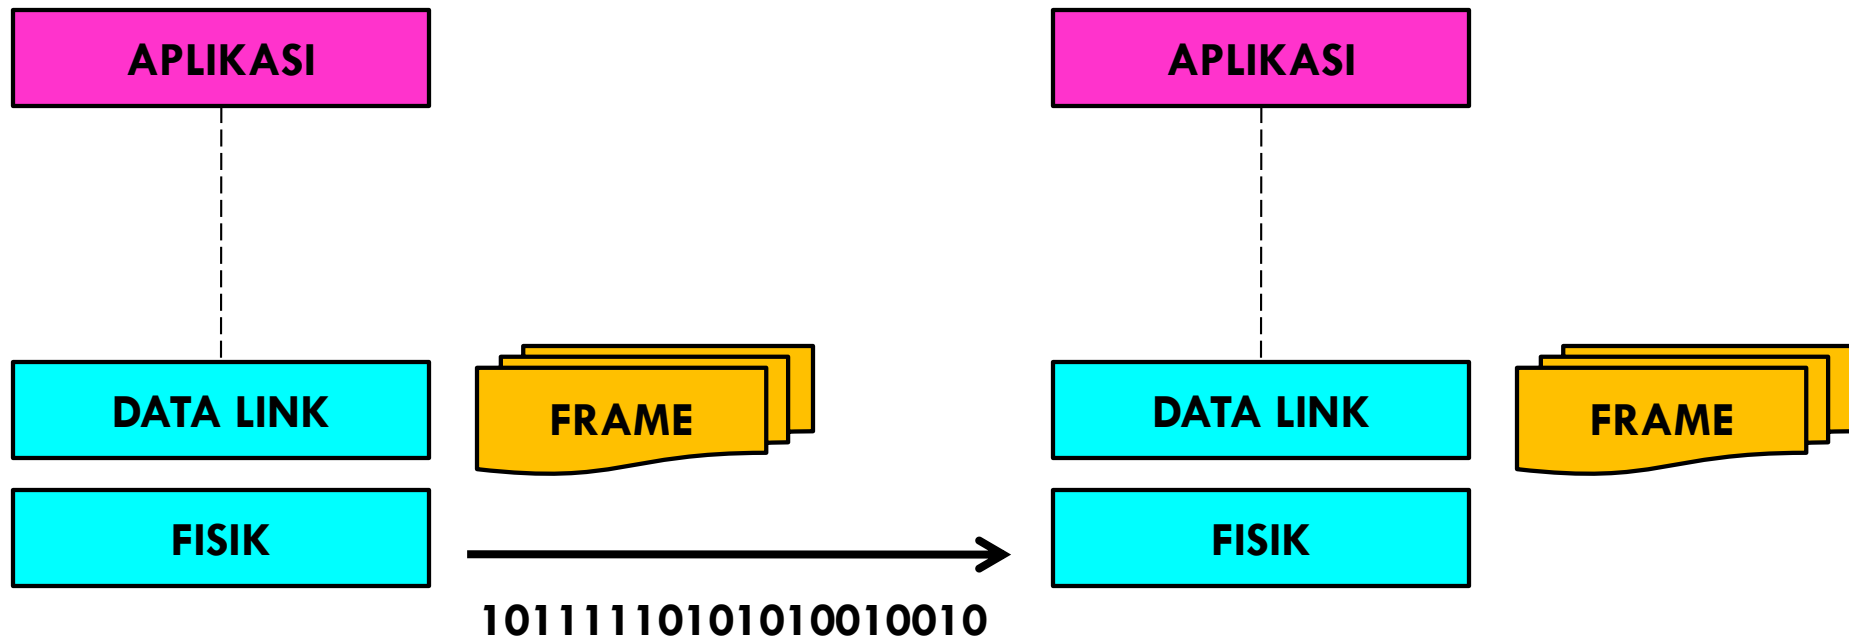 APLIKASI
APLIKASI
DATA LINK
FRAME
DATA LINK
FRAME
FISIK
FISIK
10111110101010010010